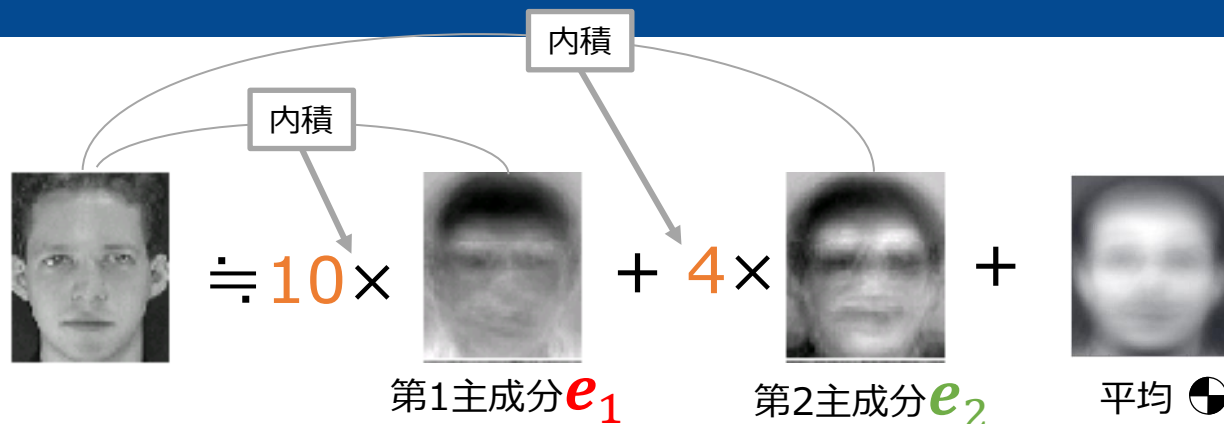 内積
内積
≒10× + 4× +
第1主成分e₁
第2主成分e₂
平均